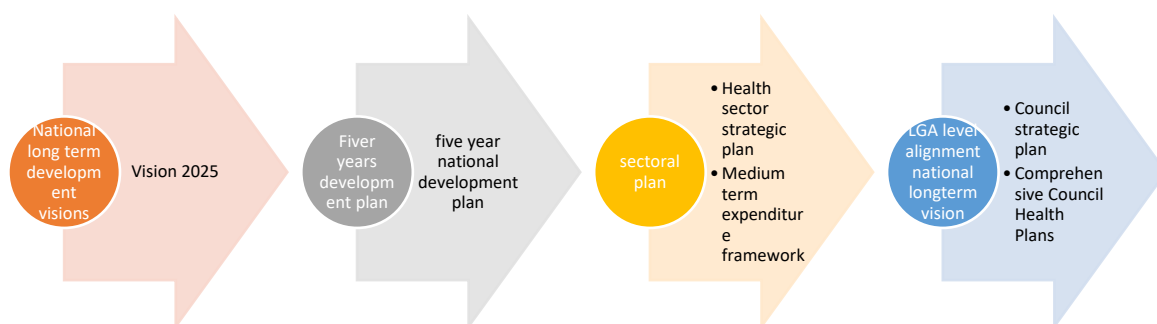 National
long term
developm
ent
visions
Vision 2025
Fiver
years
developm
ent plan
five year
national
development
plan
sectoral
plan
• Health
sector
strategic
plan
• Medium
term
expenditur
e
framework
LGA level
alignment
national
longterm
vision
• Council
strategic
plan
• Comprehen
sive Council
Health
Plans